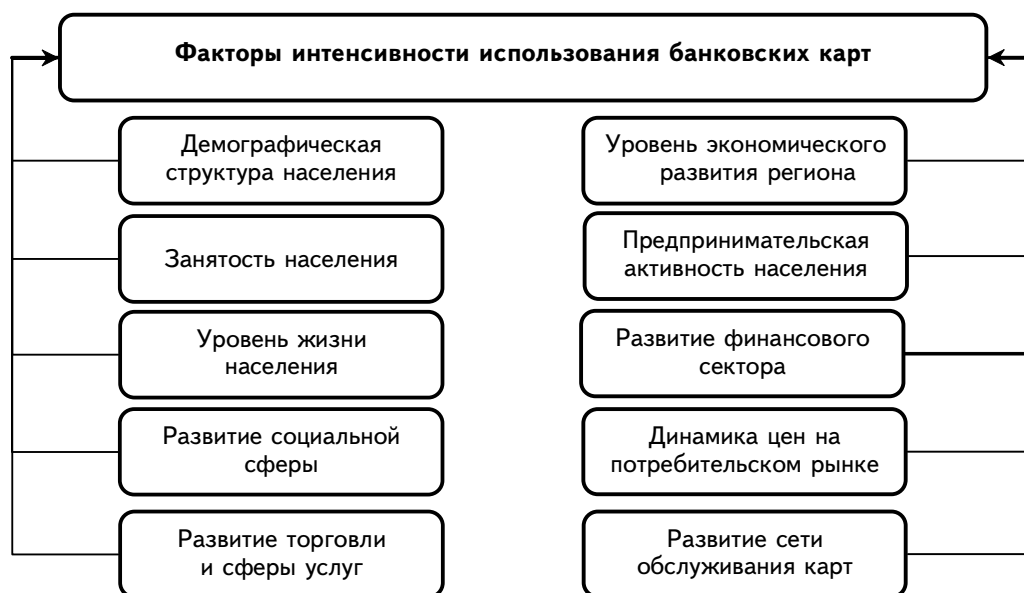 Факторы интенсивности использования банковских карт
Демографическая
структура населения
Занятость населения
Уровень жизни
населения
Развитие социальной
сферы
Развитие торговли
и сферы услуг
Уровень экономического
развития региона
Предпринимательская
активность населения
Развитие финансового
сектора
Динамика цен на
потребительском рынке
Развитие сети
обслуживания карт